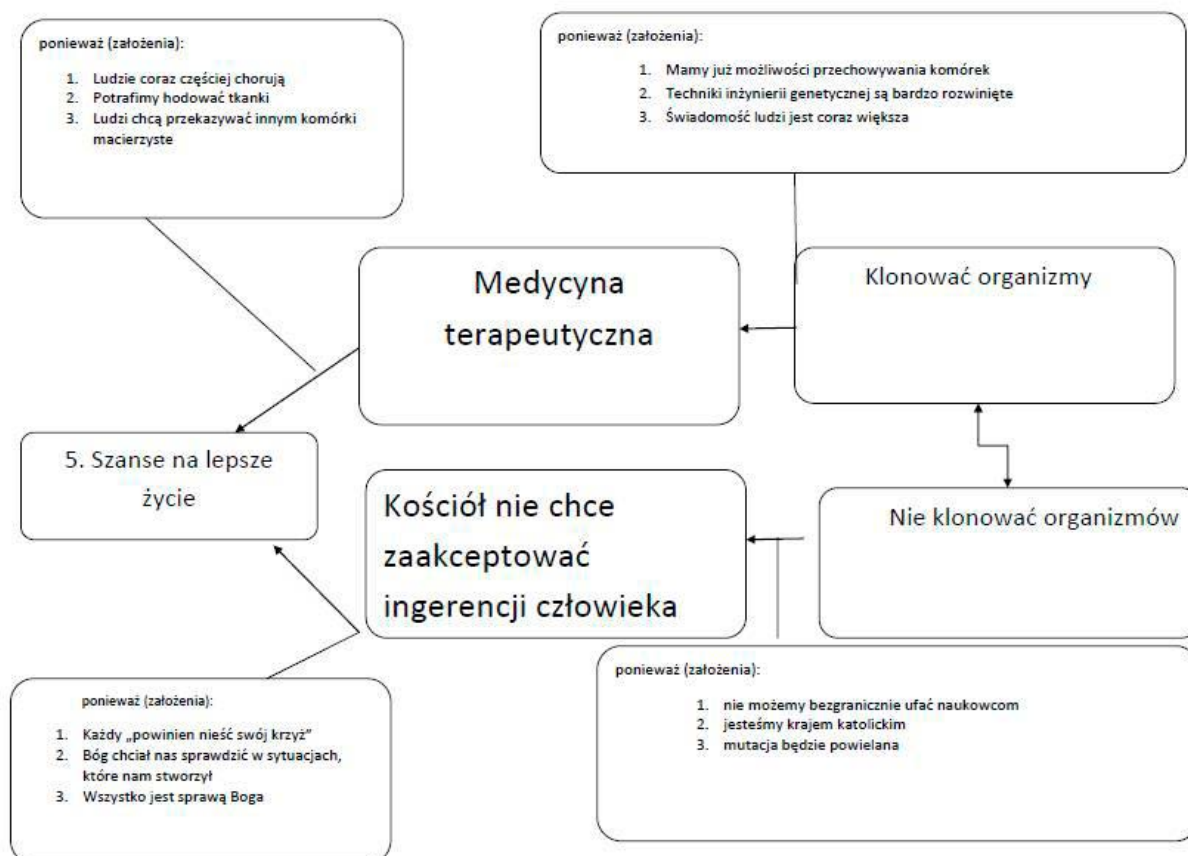 ponieważ (założenia):
1. Ludzie coraz częściej chorują
2. Potrafimy hodować tkanki
3. Ludzi chcą przekazywać innym komórki
macierzyste
ponieważ (założenia):
1. Mamy już możliwości przechowywania komórek
2. Techniki inżynierii genetycznej są bardzo rozwinięte
3. Świadomość ludzi jest coraz większa
Medycyna
terapeutyczna
Klonować organizmy
5. Szanse na lepsze
życie
Kościół nie chce
zaakceptować
ingerencji człowieka
Nie klonować organizmów
ponieważ (założenia):
1. Każdy „powinien nieść swój krzyż”
2. Bóg chciał nas sprawdzić w sytuacjach,
które nam stworzył
3. Wszystko jest sprawą Boga
ponieważ (założenia):
1. nie możemy bezgranicznie ufać naukowcom
2. jesteśmy krajem katolickim
3. mutacja będzie powielana